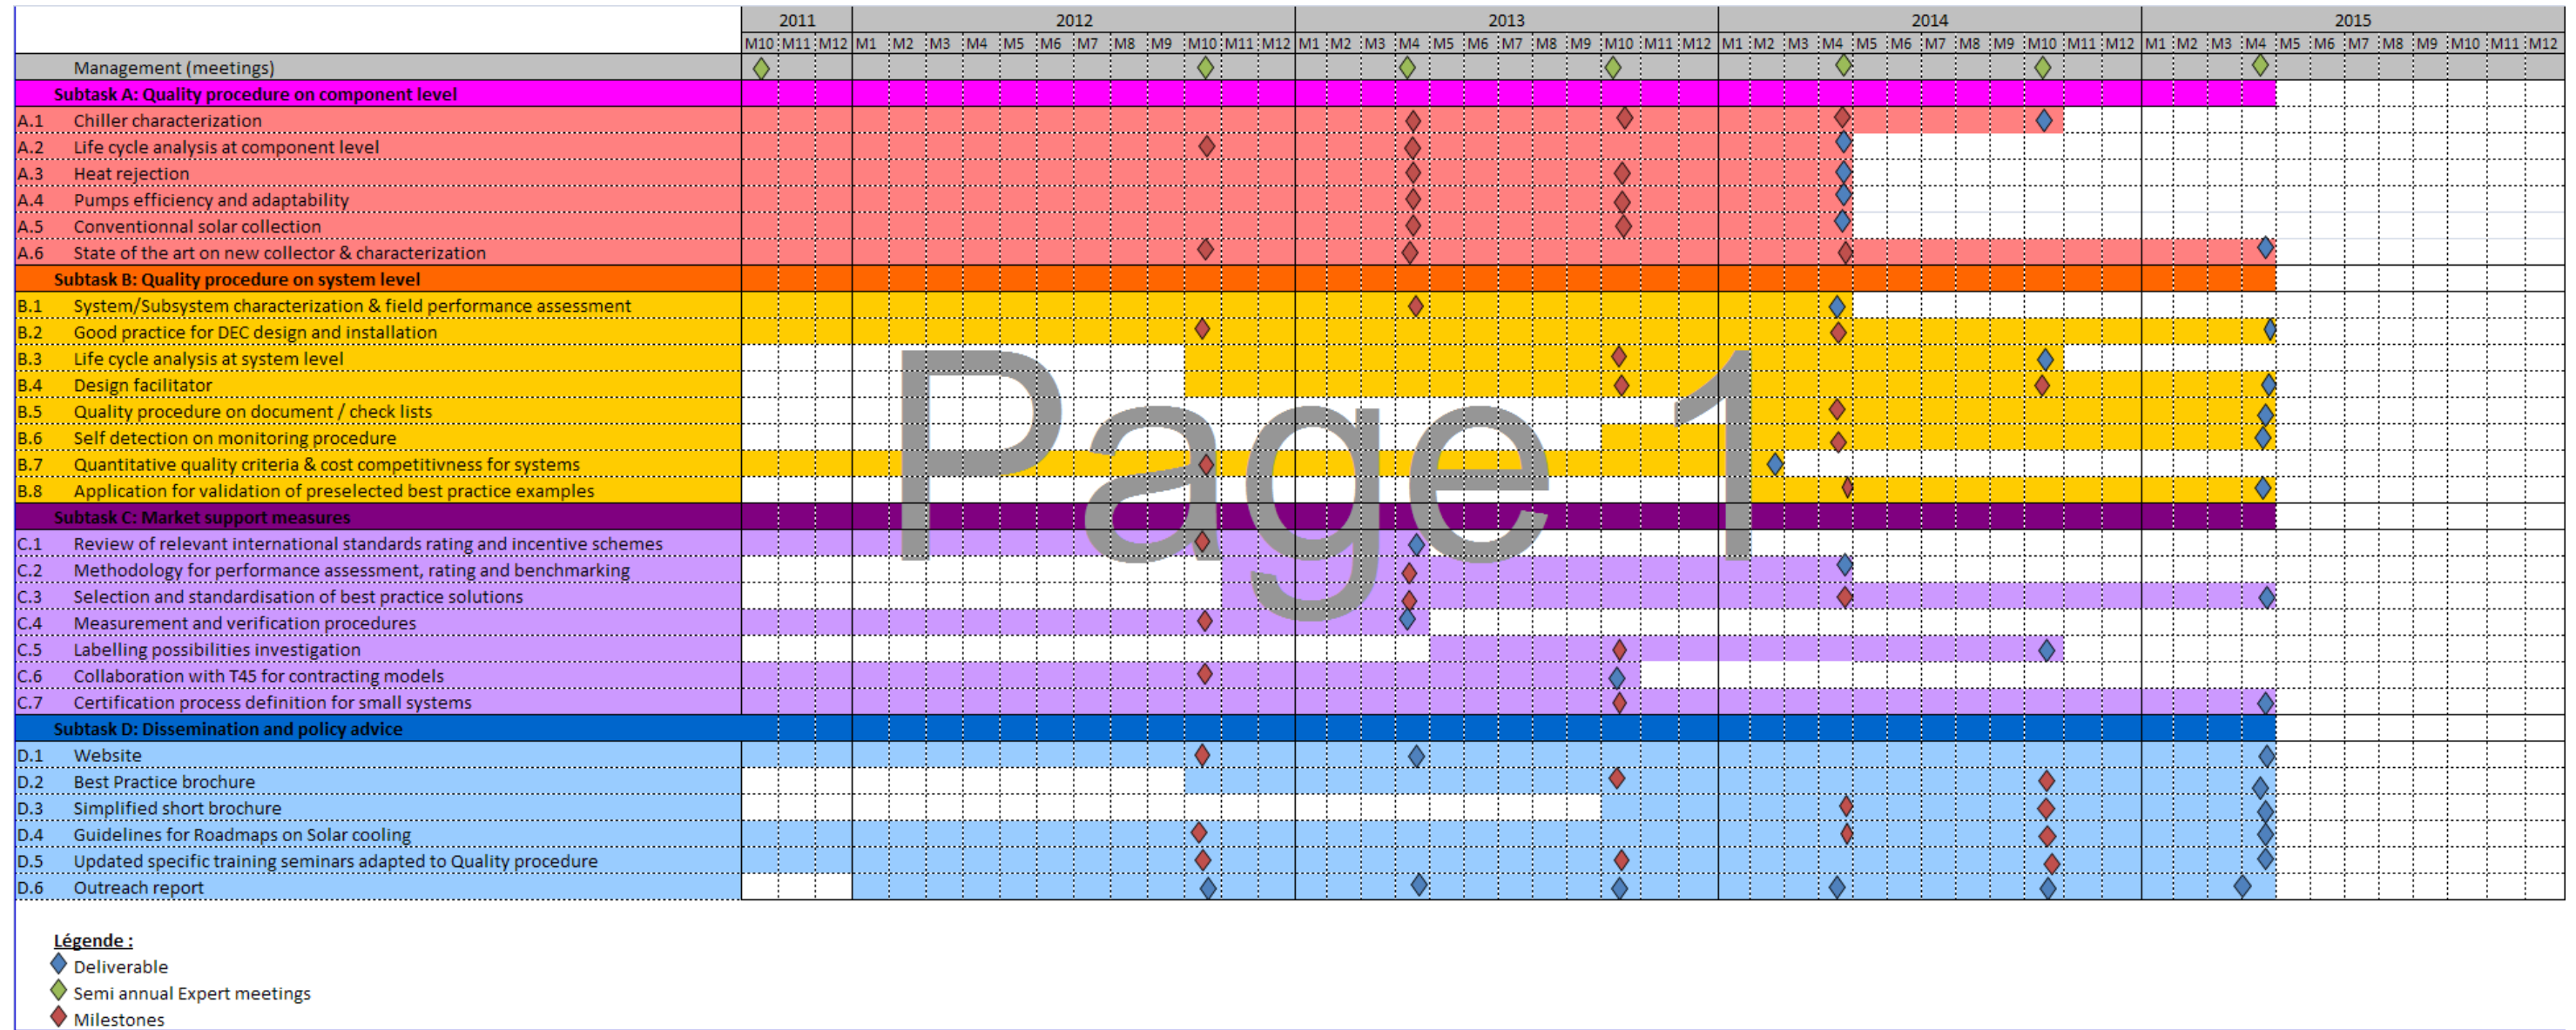 2011 2012 2013 2014 2015
M10 M11 M12 M1 M2 M3 M4 M5 M6 M7 M8 M9 M10 M11 M12 M1 M2 M3 M4 M5 M6 M7 M8 M9 M10 M11 M12 M1 M2 M3 M4 M5 M6 M7 M8 M9 M10 M11 M12 M1 M2 M3 M4 M5 M6 M7 M8 M9 M10 M11 M12
Management (meetings)
Subtask A: Quality procedure on component level
A.1 Chiller characterization
A.2 Life cycle analysis at component level
A.3 Heat rejection
A.4 Pumps efficiency and adaptability
A.5 Conventionnal solar collection
A.6 State of the art on new collector & characterization
Subtask B: Quality procedure on system level
B.1 System/Subsystem characterization & field performance assessment
B.2 Good practice for DEC design and installation
B.3 Life cycle analysis at system level
B.4 Design facilitator
B.5 Quality procedure on document / check lists
B.6 Self detection on monitoring procedure
B.7 Quantitative quality criteria & cost competitivness for systems
B.8 Application for validation of preselected best practice examples
Page 1
Subtask C: Market support measures
C.1 Review of relevant international standards rating and incentive schemes
C.2 Methodology for performance assessment, rating and benchmarking
C.3 Selection and standardisation of best practice solutions
C.4 Measurement and verification procedures
C.5 Labelling possibilities investigation
C.6 Collaboration with T45 for contracting models
C.7 Certification process definition for small systems
Subtask D: Dissemination and policy advice
D.1 Website
D.2 Best Practice brochure
D.3 Simplified short brochure
D.4 Guidelines for Roadmaps on Solar cooling
D.5 Updated specific training seminars adapted to Quality procedure
D.6 Outreach report
Légende :
Deliverable
Semi annual Expert meetings
Milestones